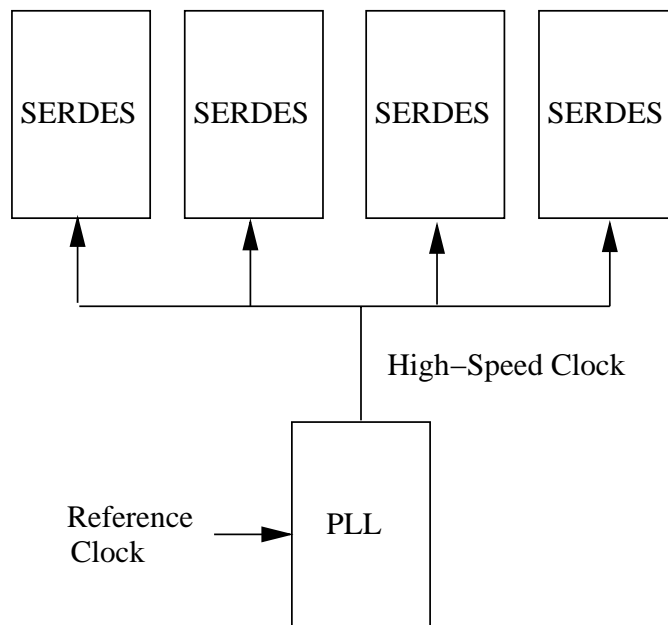 SERDES SERDES SERDES SERDES
High−Speed Clock
Reference
Clock
PLL